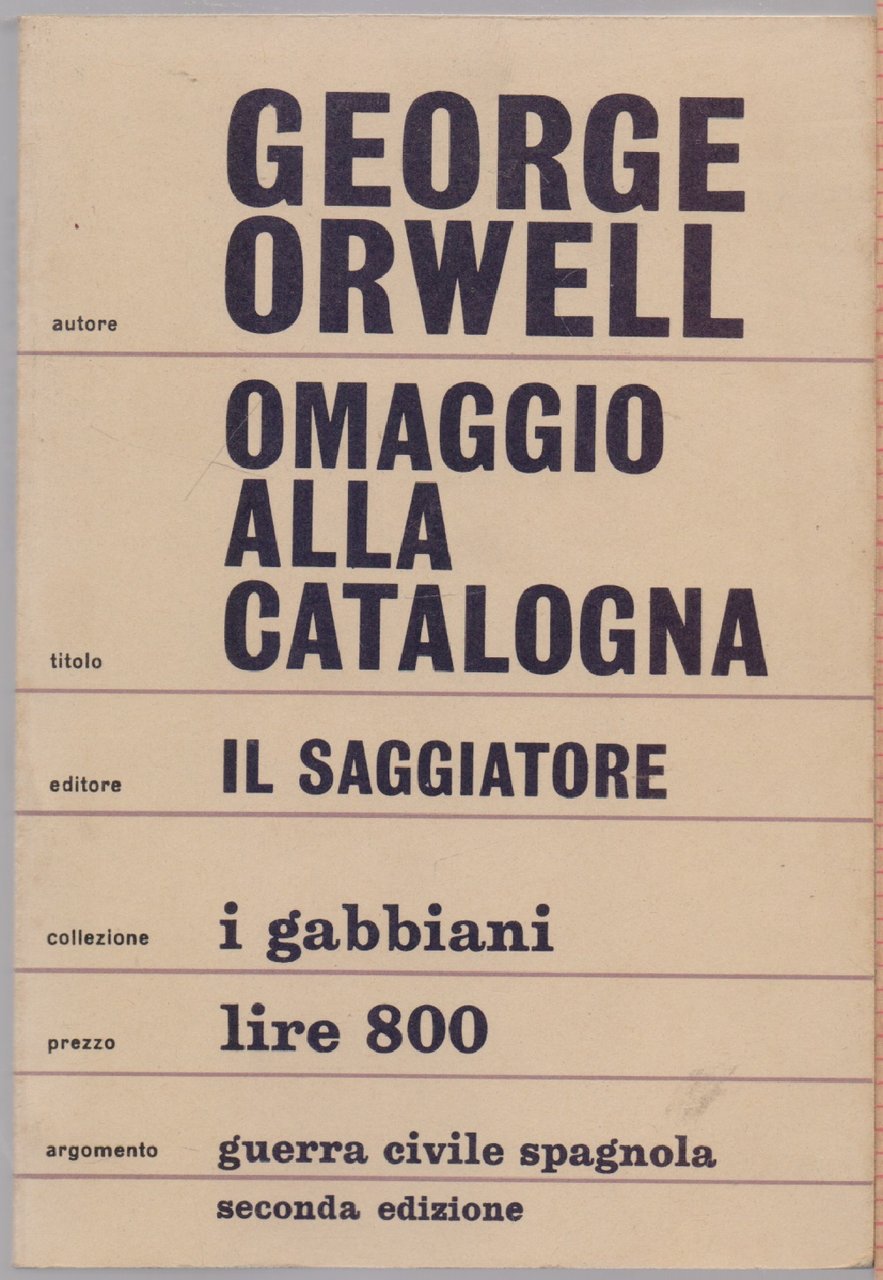 GEORGE
ORWELL
autore
OMAGGIO
ALLA
CATALOGNA
titolo
editore IL SAGGIATORE
collezione i gabbiani
prezzo lire 800
argomento guerra civile spagnola
seconda edizione